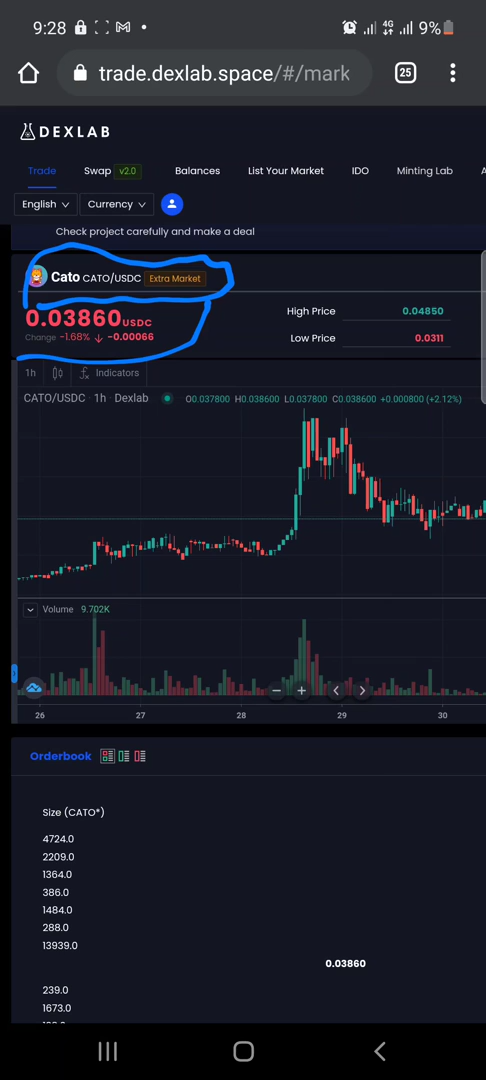 9:28
4G
9%
trade.dexlab.space/#/mark
25
DEXLAB
Trade Swap v2.0 Balances List Your Market IDO Minting Lab A
English Currency
Check project carefully and make a deal
Cato CATO/USDC Extra Market
0.03860 USDC
Change -1.68% ↓ -0.00066
High Price 0.04850
Low Price 0.0311
1h Indicators
CATO/USDC · 1h · Dexlab O0.037800 H0.038600 L0.037800 C0.038600 +0.000800 (+2.12%)
Volume 9.702K
26 27 28 29 30
Orderbook
Size (CATO*)
4724.0
2209.0
1364.0
386.0
1484.0
288.0
13939.0
0.03860
239.0
1673.0